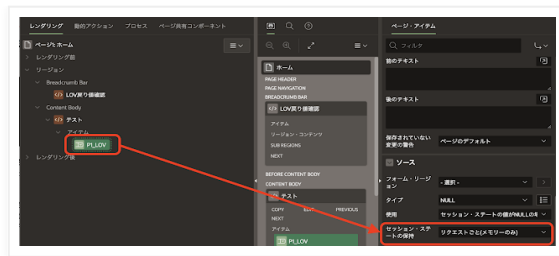 レンダリング 動的アクション プロセス ページ共有コンポーネント
ページ1: ホーム
レンダリング前
リージョン
Breadcrumb Bar
LOV戻り値確認
Content Body
テスト
アイテム
P1_LOV
レンダリング後
ホーム
PAGE HEADER
PAGE NAVIGATION
BREADCRUMB BAR
LOV戻り値確認
アイテム
リージョン・コンテンツ
SUB REGIONS
NEXT
BEFORE CONTENT BODY
CONTENT BODY
テスト
COPY EDIT PREVIOUS
NEXT
アイテム
P1_LOV
ページ・アイテム
フィルタ
前のテキスト
後のテキスト
保存されていない変更の警告 ページのデフォルト
ソース
フォーム・リージョン - 選択 -
タイプ NULL
使用 セッション・ステートの値がNULLの
セッション・ステートの保持 リクエストごと(メモリーのみ)